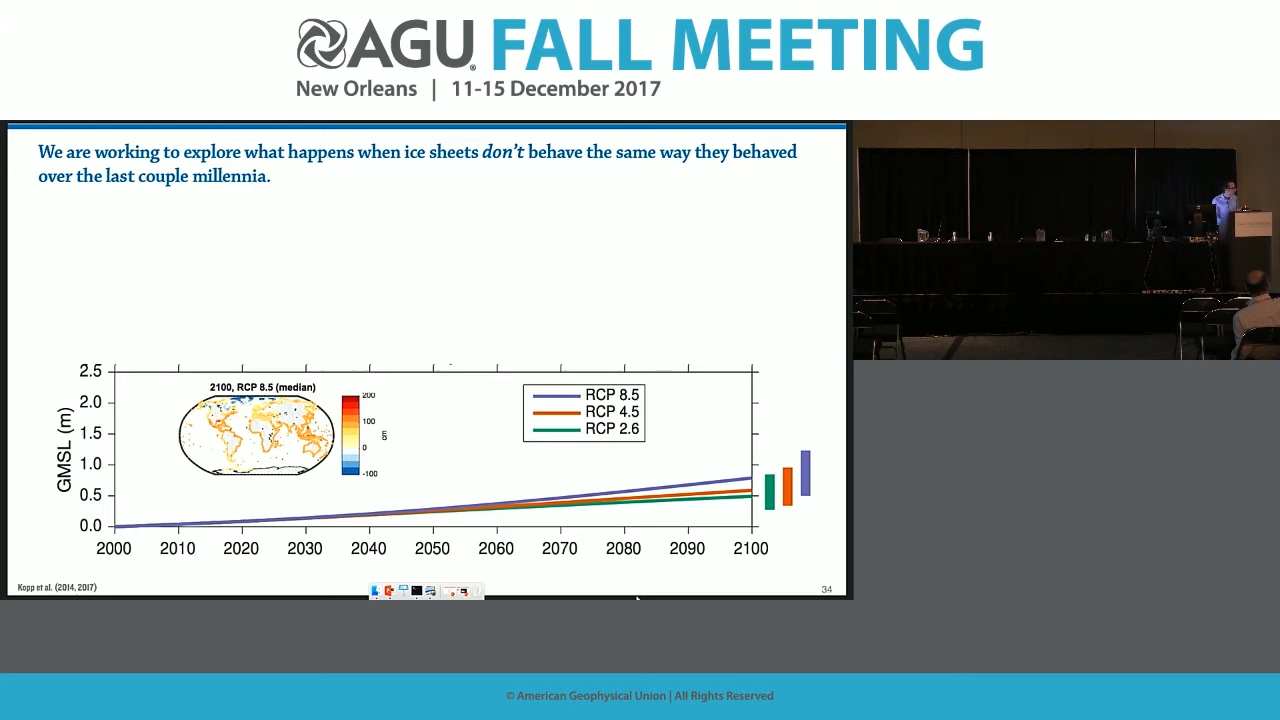 AGU FALL MEETING
New Orleans | 11-15 December 2017
We are working to explore what happens when ice sheets don't behave the same way they behaved
over the last couple millennia.
2.5
2.0
1.5
1.0
0.5
0.0
GMSL (m)
2100, RCP 8.5 (median)
200
100
0
-100
cm
RCP 8.5
RCP 4.5
RCP 2.6
2000 2010 2020 2030 2040 2050 2060 2070 2080 2090 2100
Kopp et al. (2014, 2017)
34
© American Geophysical Union | All Rights Reserved